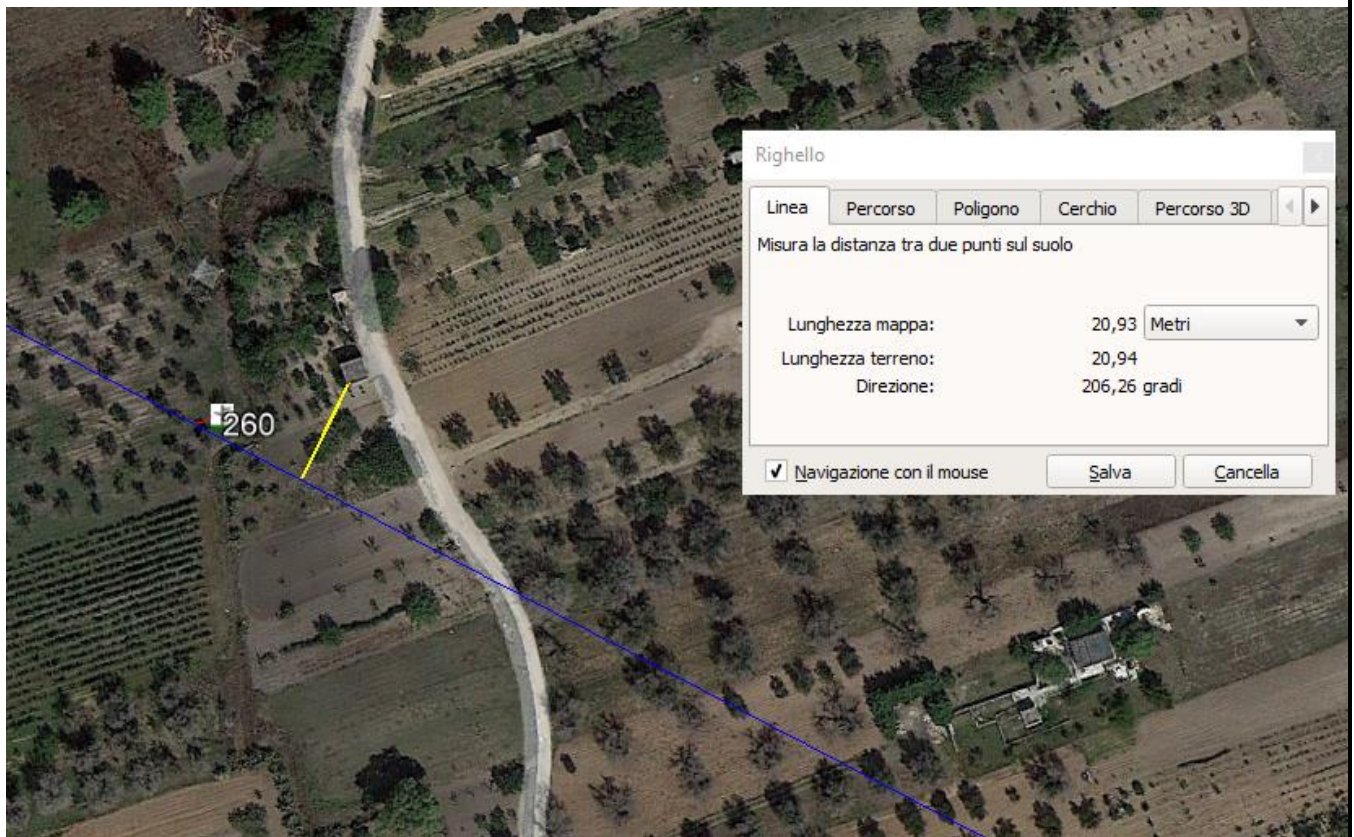 Righello
Linea Percorso Poligono Cerchio Percorso 3D
Misura la distanza tra due punti sul suolo
Lunghezza mappa: 20,93 Metri
Lunghezza terreno: 20,94
Direzione: 206,26 gradi
260
Navigazione con il mouse Salva Cancella